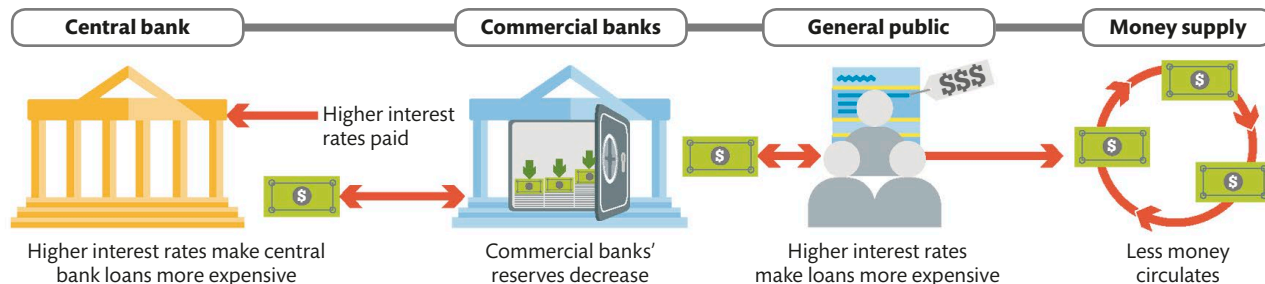 Central bank
Commercial banks
General public
Money supply
$$$
Higher interest
rates paid
$
$
$
$
$
Higher interest rates make central
bank loans more expensive
Commercial banks’
reserves decrease
Higher interest rates
make loans more expensive
Less money
circulates